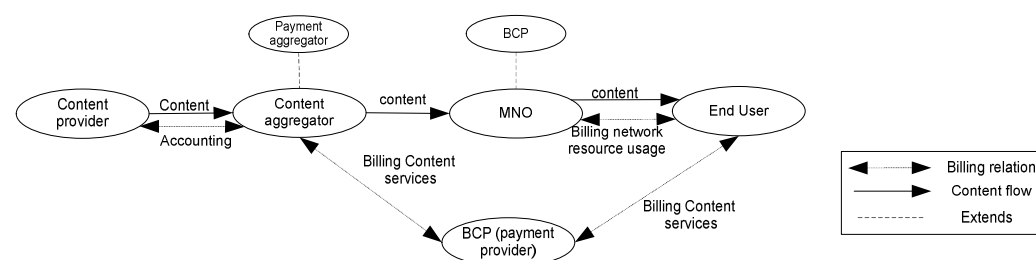 Payment
aggregator
BCP
Content
provider
Content
Content
aggregator
content
MNO
content
End User
Accounting
Billing network
resource usage
Billing Content
services
Billing Content
services
BCP (payment
provider)
Billing relation
Content flow
Extends